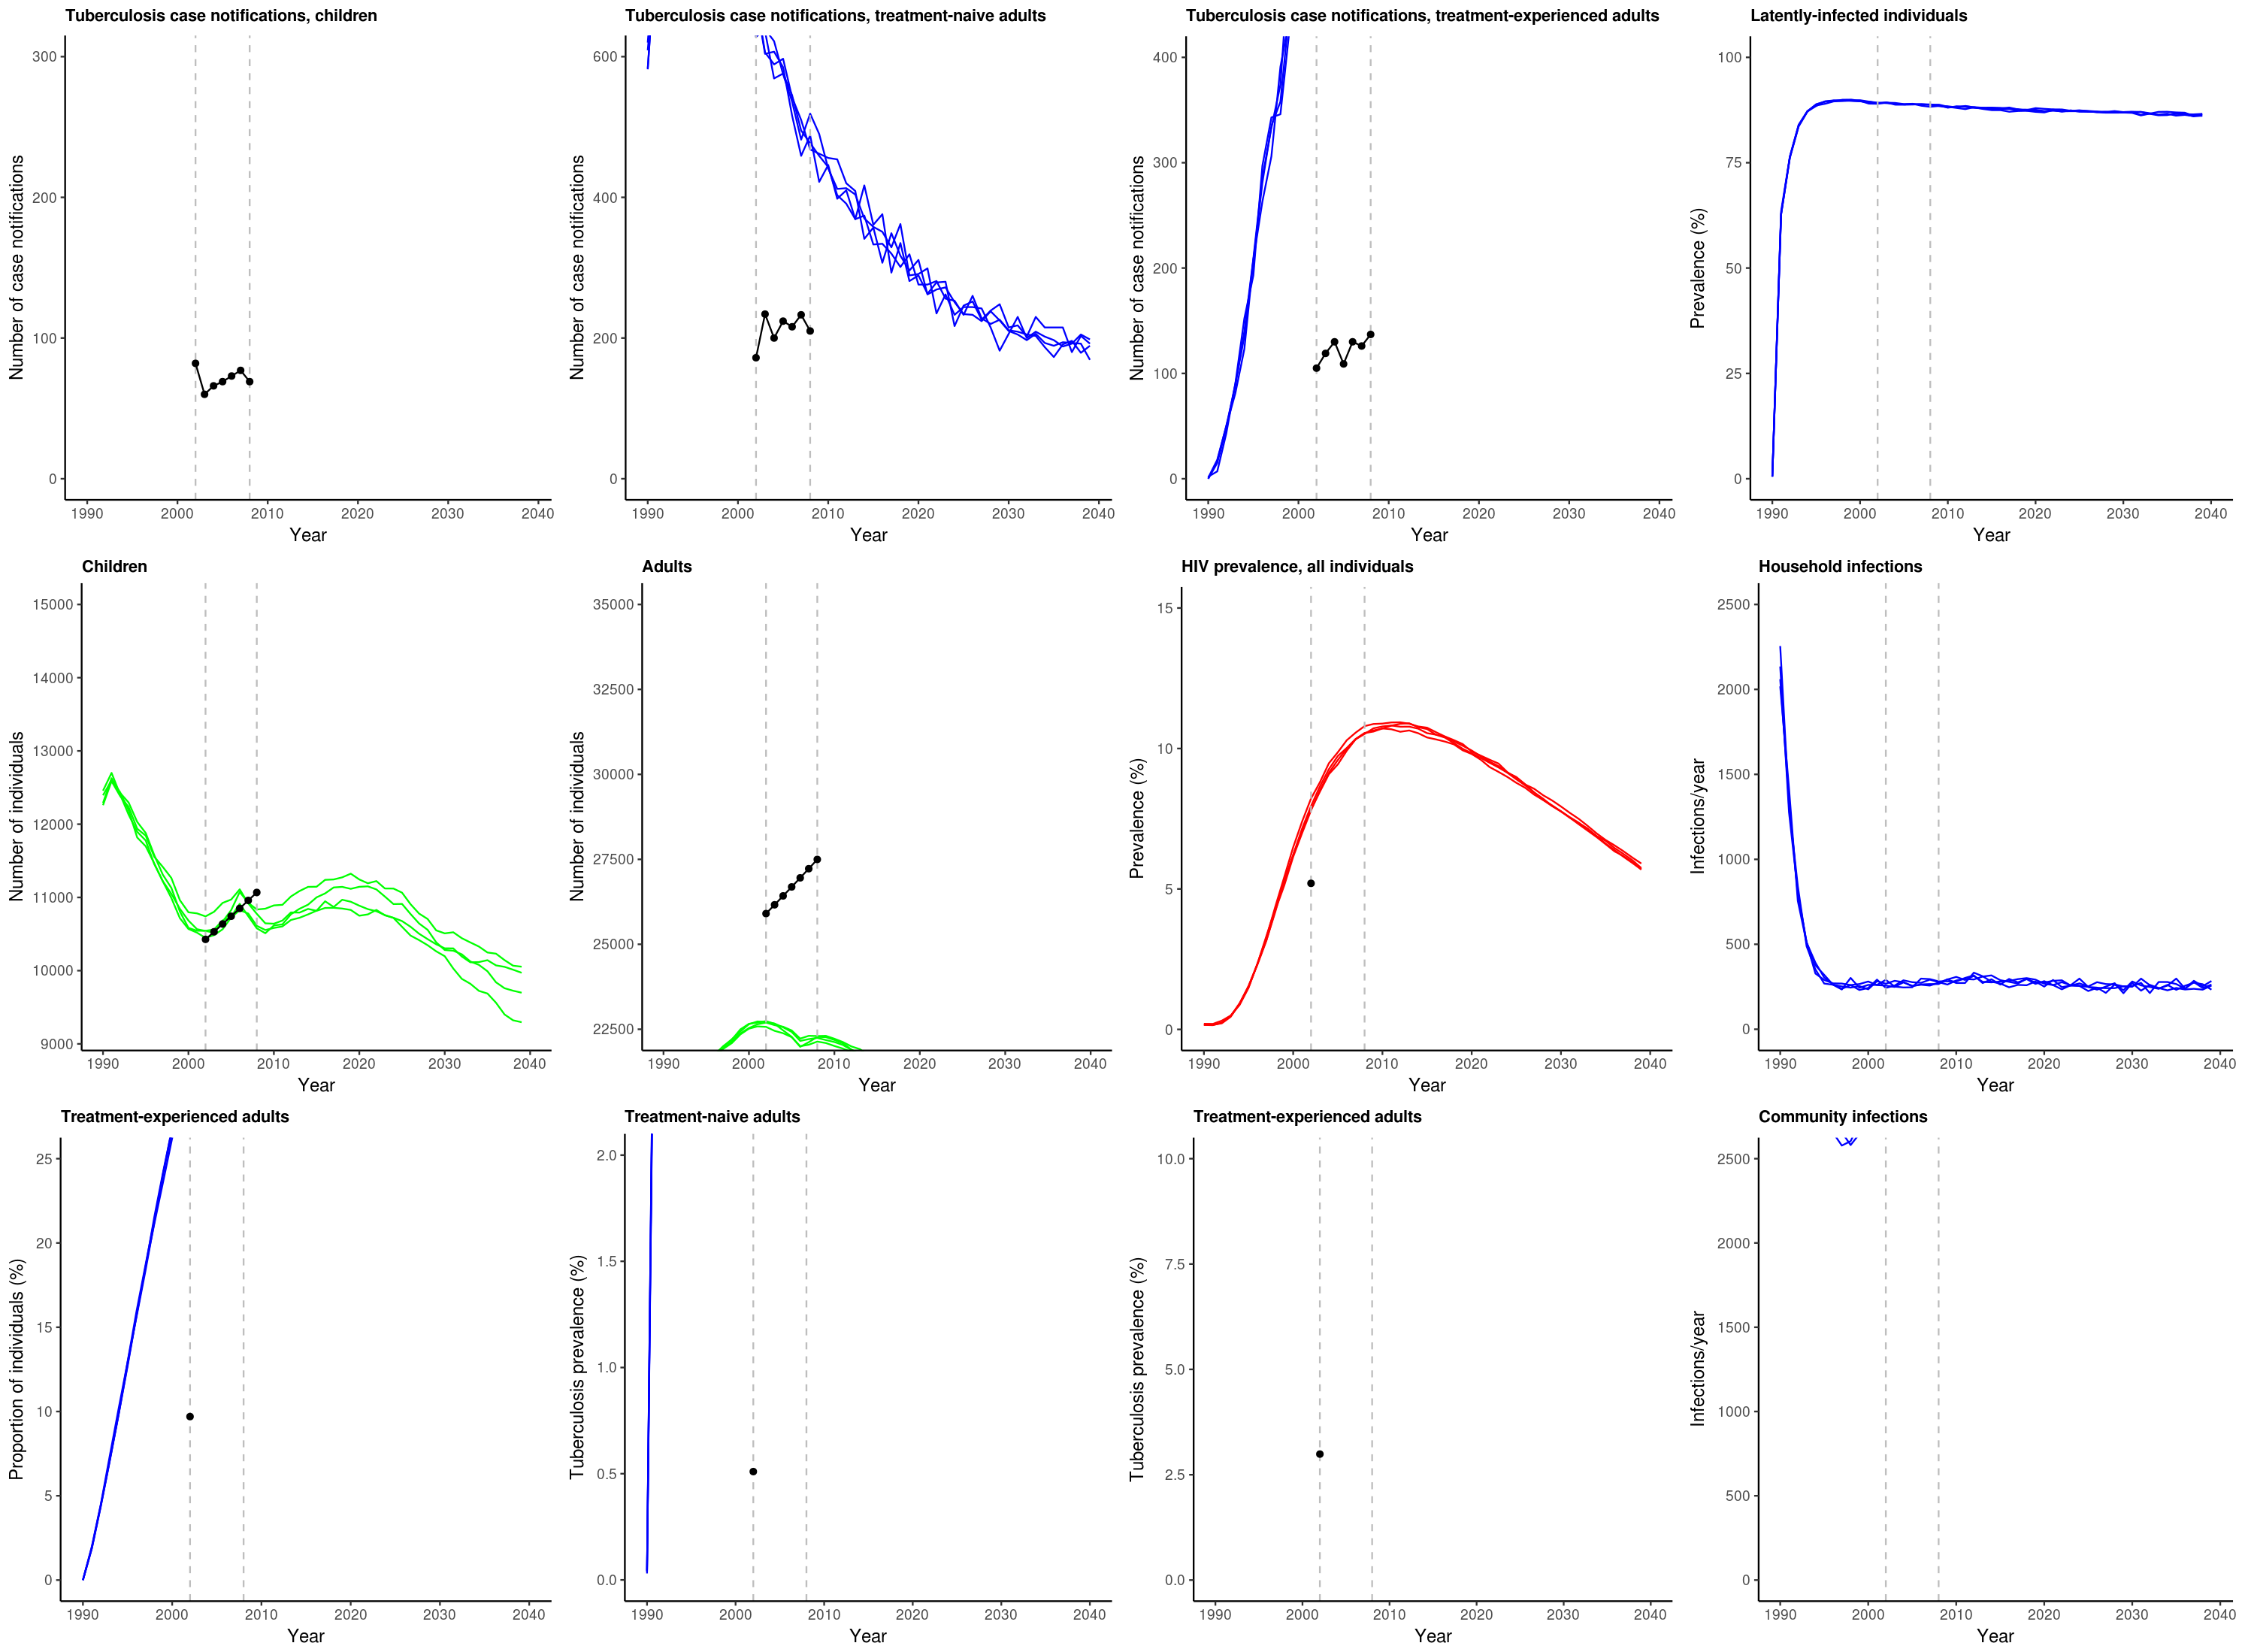 Tuberculosis case notifications, children
Number of case notifications
300
200
100
0
1990 2000 2010 2020 2030 2040
Year
Tuberculosis case notifications, treatment-naive adults
Number of case notifications
600
400
200
0
1990 2000 2010 2020 2030 2040
Year
Tuberculosis case notifications, treatment-experienced adults
Number of case notifications
400
300
200
100
0
1990 2000 2010 2020 2030 2040
Year
Latently-infected individuals
Prevalence (%)
100
75
50
25
0
1990 2000 2010 2020 2030 2040
Year
Children
Number of individuals
15000
14000
13000
12000
11000
10000
9000
1990 2000 2010 2020 2030 2040
Year
Adults
Number of individuals
35000
32500
30000
27500
25000
22500
1990 2000 2010 2020 2030 2040
Year
HIV prevalence, all individuals
Prevalence (%)
15
10
5
0
1990 2000 2010 2020 2030 2040
Year
Household infections
Infections/year
2500
2000
1500
1000
500
0
1990 2000 2010 2020 2030 2040
Year
Treatment-experienced adults
Proportion of individuals (%)
25
20
15
10
5
0
1990 2000 2010 2020 2030 2040
Year
Treatment-naive adults
Tuberculosis prevalence (%)
2.0
1.5
1.0
0.5
0.0
1990 2000 2010 2020 2030 2040
Year
Treatment-experienced adults
Tuberculosis prevalence (%)
10.0
7.5
5.0
2.5
0.0
1990 2000 2010 2020 2030 2040
Year
Community infections
Infections/year
2500
2000
1500
1000
500
0
1990 2000 2010 2020 2030 2040
Year